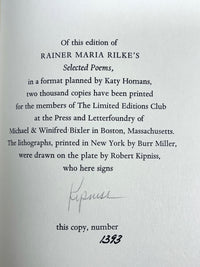 Of this edition of
RAINER MARIA RILKE'S
Selected Poems,
in a format planned by Katy Homans,
two thousand copies have been printed
for the members of The Limited Editions Club
at the Press and Letterfoundry of
Michael & Winifred Bixler in Boston, Massachusetts.
The lithographs, printed in New York by Burr Miller,
were drawn on the plate by Robert Kipniss,
who here signs
Kipniss
this copy, number
1393